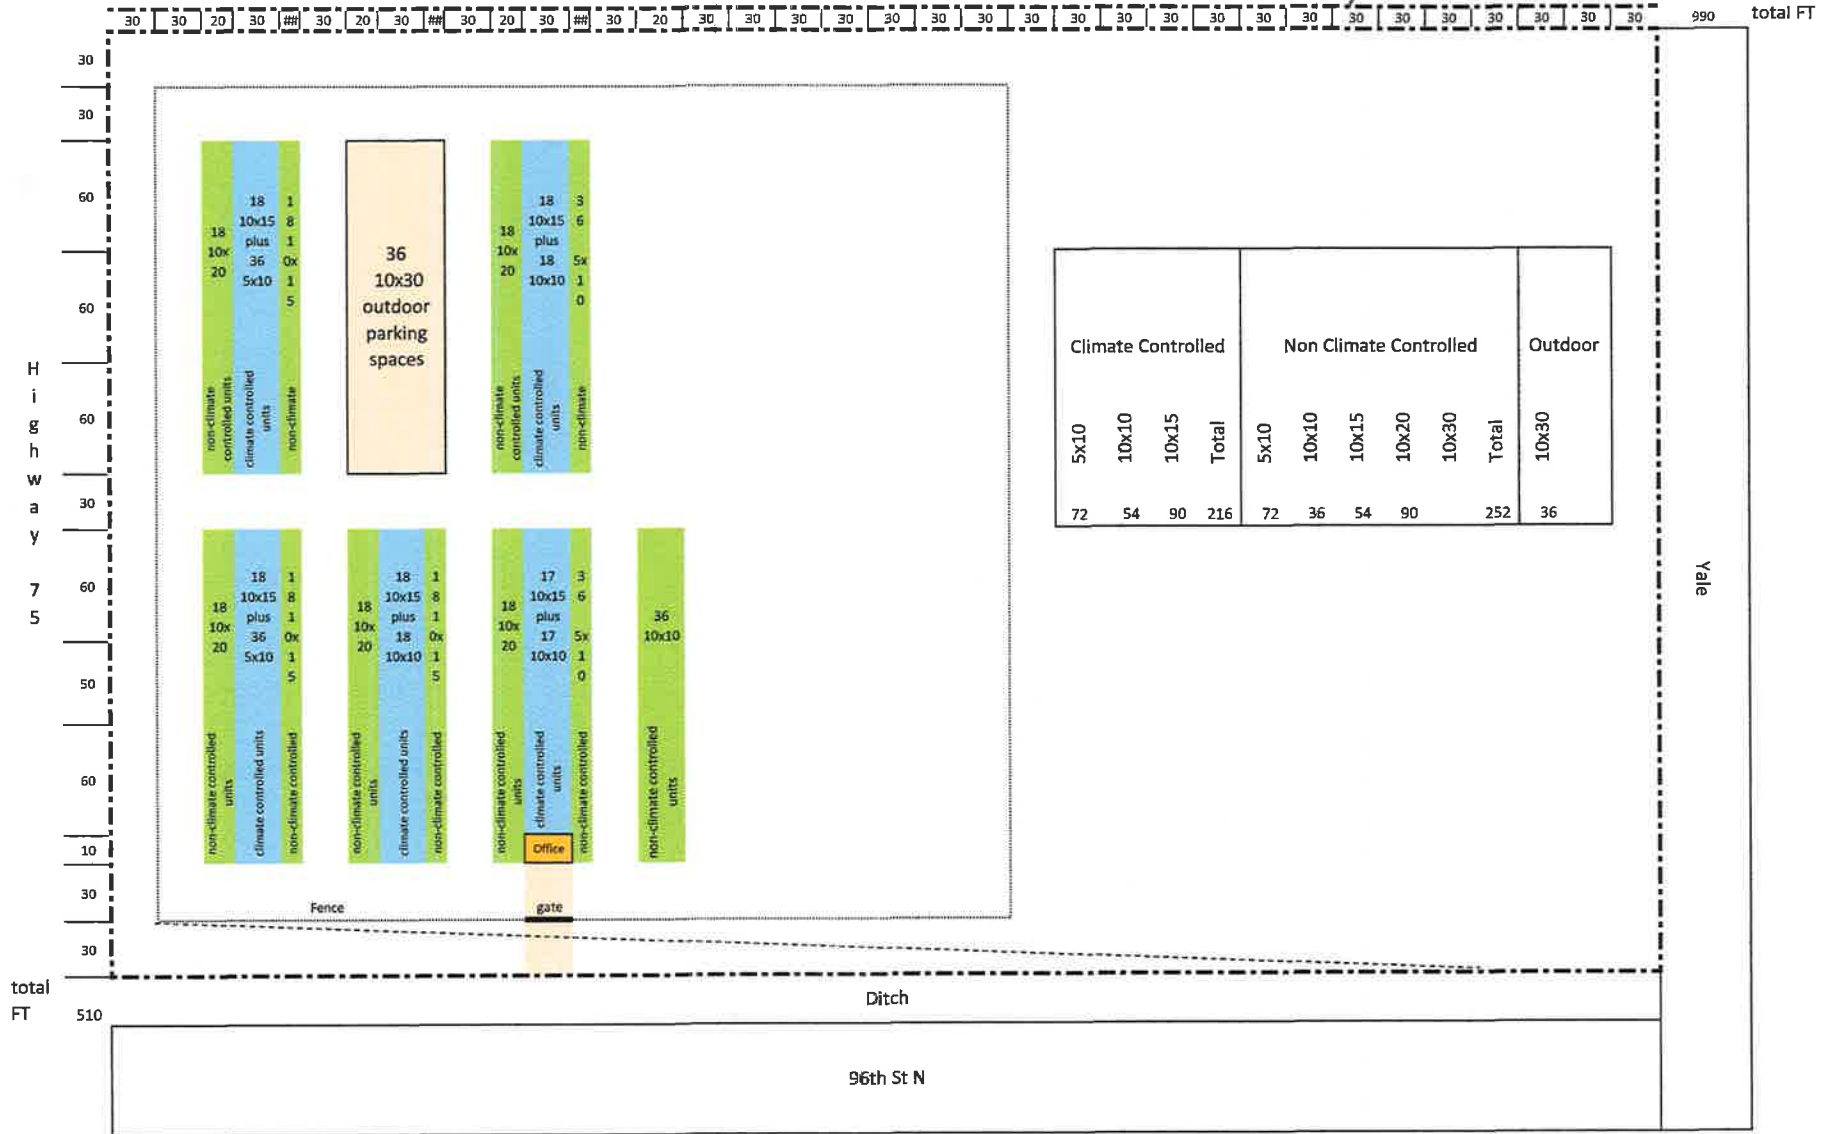 30 30 20 30 ## 30 20 30 ## 30 20 30 ## 30 20 30 30 30 30 30 30 30 30 30 30 30 30 30 30 30 30 30 30 30 30 30 990 total FT
30
30
60
60
60
30
60
50
60
10
30
30
total
FT 510
H
i
g
h
w
a
y
7
5
18
10x
20
non-climate
controlled units
18
10x15
plus
36
5x10
climate controlled
units
1
8
1
0x
1
5
non-climate
36
10x30
outdoor
parking
spaces
18
10x
20
non-climate
controlled units
18
10x15
plus
18
10x10
climate controlled
units
3
6
5x
1
0
non-climate
18
10x
20
non-climate controlled
units
18
10x15
plus
36
5x10
climate controlled units
1
8
1
0x
1
5
non-climate controlled
18
10x
20
non-climate controlled
units
18
10x15
plus
18
10x10
climate controlled units
1
8
1
0x
1
5
non-climate controlled
18
10x
20
non-climate controlled
units
17
10x15
plus
17
10x10
climate controlled
units
3
6
5x
1
0
non-climate controlled
36
10x10
non-climate controlled
units
Office
Fence
gate
Climate Controlled Non Climate Controlled Outdoor
5x10 10x10 10x15 Total 5x10 10x10 10x15 10x20 10x30 Total 10x30
72 54 90 216 72 36 54 90 252 36
Yale
Ditch
96th St N